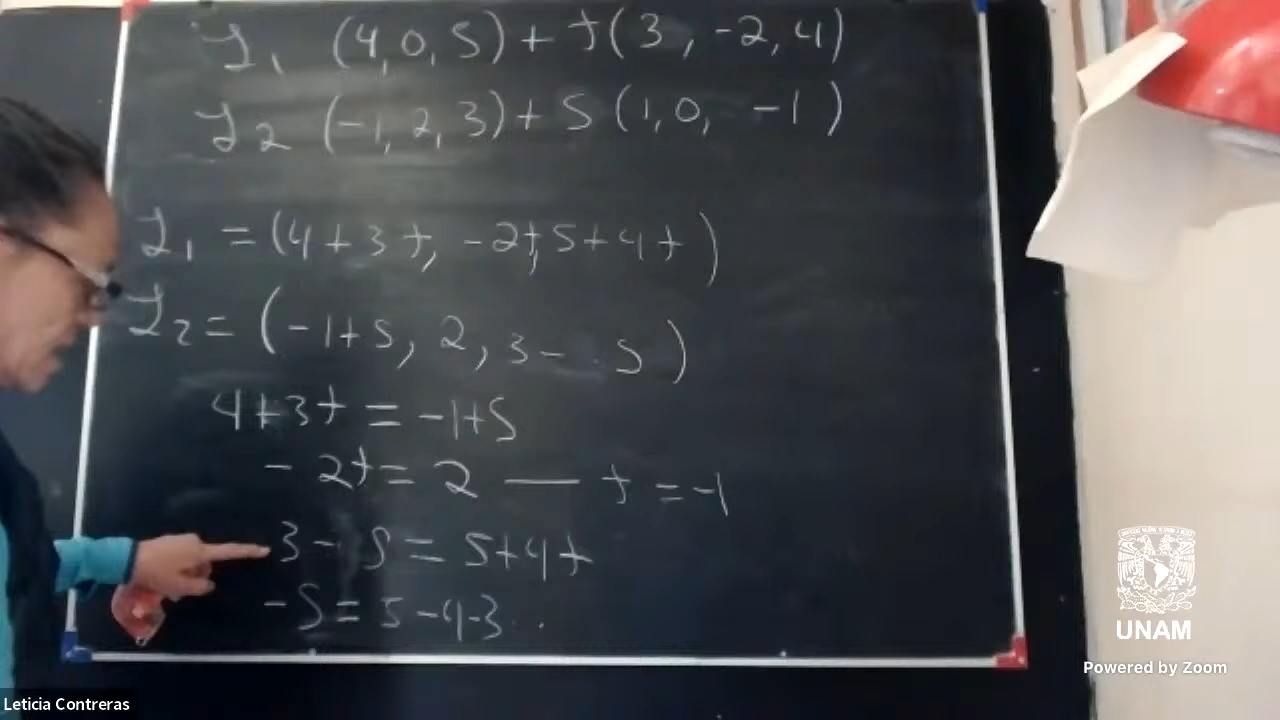 L₁ (4,0,5)+t(3,-2,4)
L₂ (-1,2,3)+s(1,0,-1)
L₁=(4+3t,-2t,5+4t)
L₂=(-1+s,2,3-s)
4+3t=-1+s
-2t=2 — t=-1
3-s=5+4t
-s=5-4-3
UNAM
Powered by Zoom
Leticia Contreras